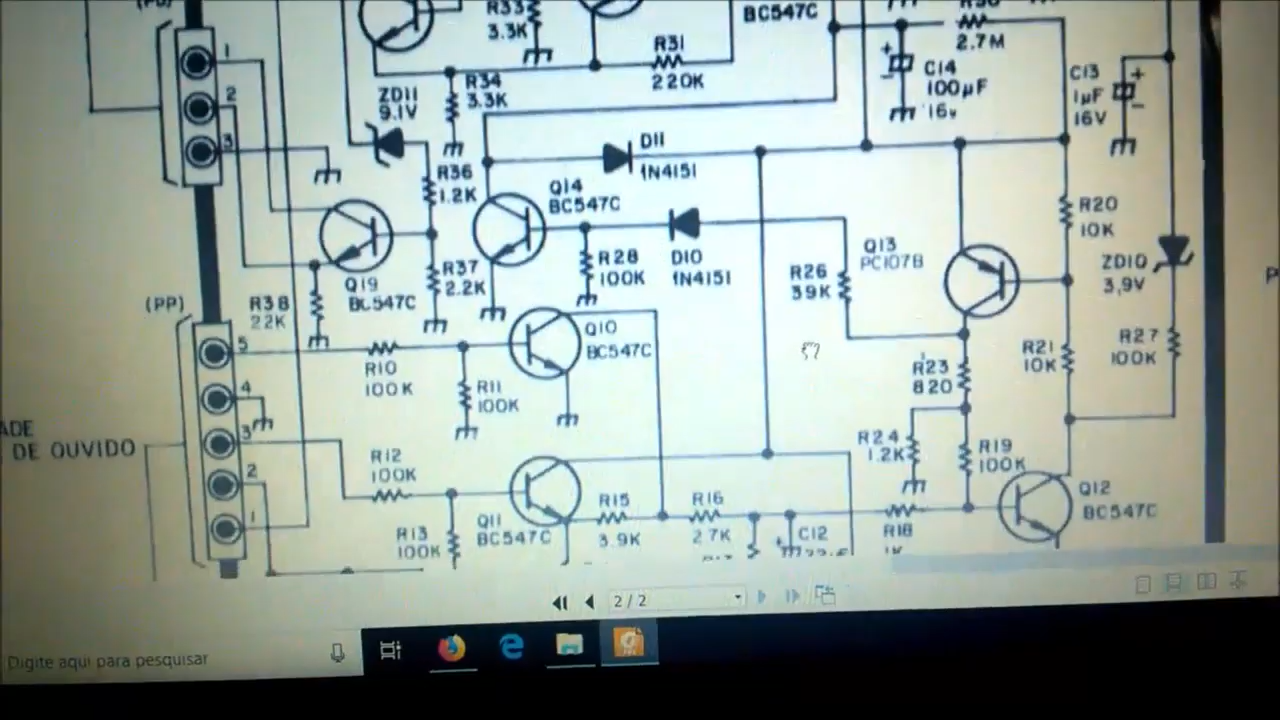 R33
3.3K
BC547C
R31
220K
2.7M
C14
100µF
16v
C13
1µF
16V
1
2
3
ZD11
9.1V
R34
3.3K
R36
1.2K
D11
1N4151
Q14
BC547C
R20
10K
Q13
PC107B
ZD10
3,9V
R28
100K
D10
1N4151
R26
39K
R37
2.2K
Q19
BC547C
(PP)
R38
22K
Q10
BC547C
5
4
3
2
1
R10
100K
R11
100K
R23
820
R21
10K
R27
100K
ADE
DE OUVIDO
R12
100K
R24
1.2K
R19
100K
Q12
BC547C
R13
100K
Q11
BC547C
R15
3.9K
R16
2.7K
C12
R18
1K
2 / 2
Digite aqui para pesquisar